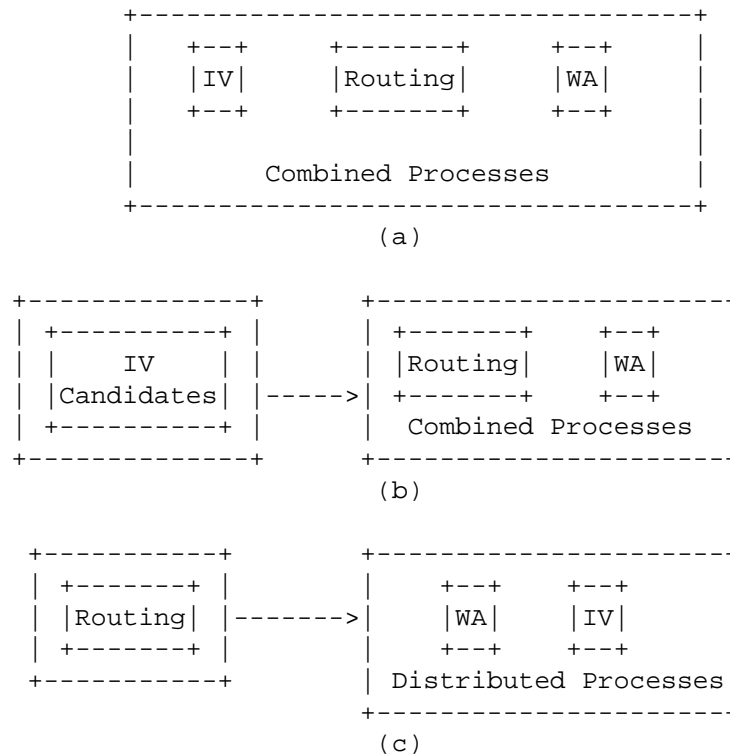 IV Routing WA
Combined Processes
(a)
IV
Candidates
Routing WA
Combined Processes
(b)
Routing
WA IV
Distributed Processes
(c)